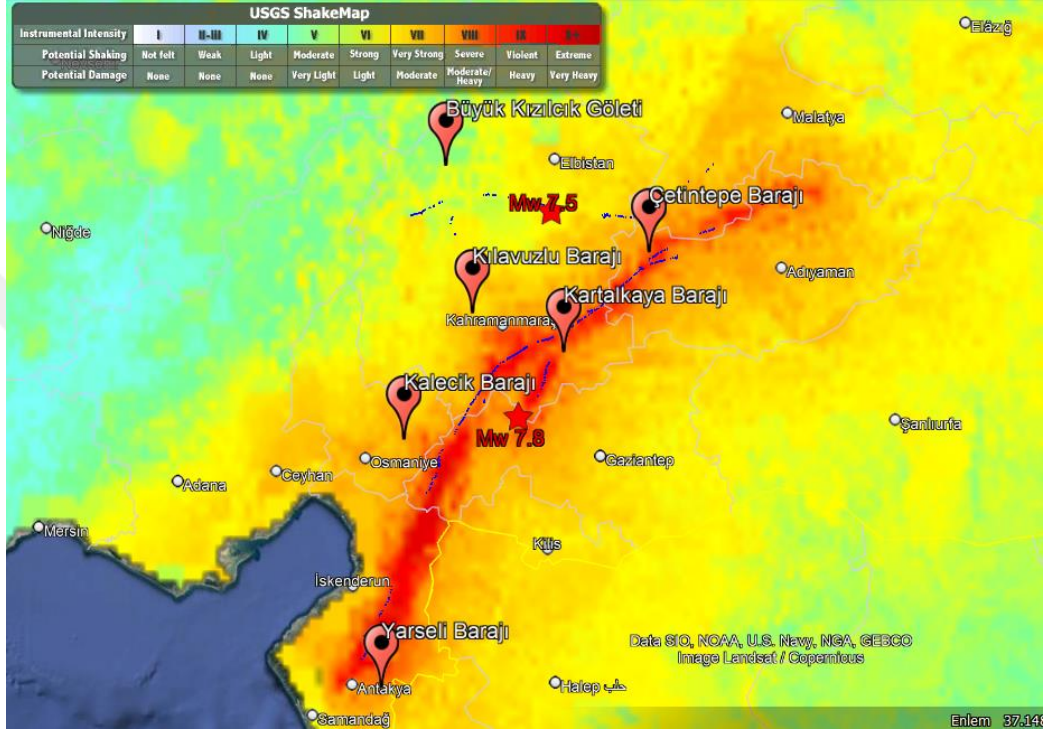 USGS ShakeMap
Instrumental Intensity I II-III IV V VI VII VIII IX X+
Potential Shaking Not felt Weak Light Moderate Strong Very Strong Severe Violent Extreme
Potential Damage None None None Very Light Light Moderate Moderate/ Heavy Heavy Very Heavy
Elâzığ
Büyük Kızılcık Göleti
Malatya
Elbistan
Mw 7.5
Çetintepe Barajı
Niğde
Kılavuzlu Barajı
Adıyaman
Kartalkaya Barajı
Kahramanmaraş
Kalecik Barajı
Mw 7.8
Şanlıurfa
Osmaniye
Gaziantep
Ceyhan
Adana
Mersin
Kilis
İskenderun
Yarseli Barajı
Data SIO, NOAA, U.S. Navy, NGA, GEBCO
Image Landsat / Copernicus
Antakya
Halep حلب
Samandağ
Enlem 37.148